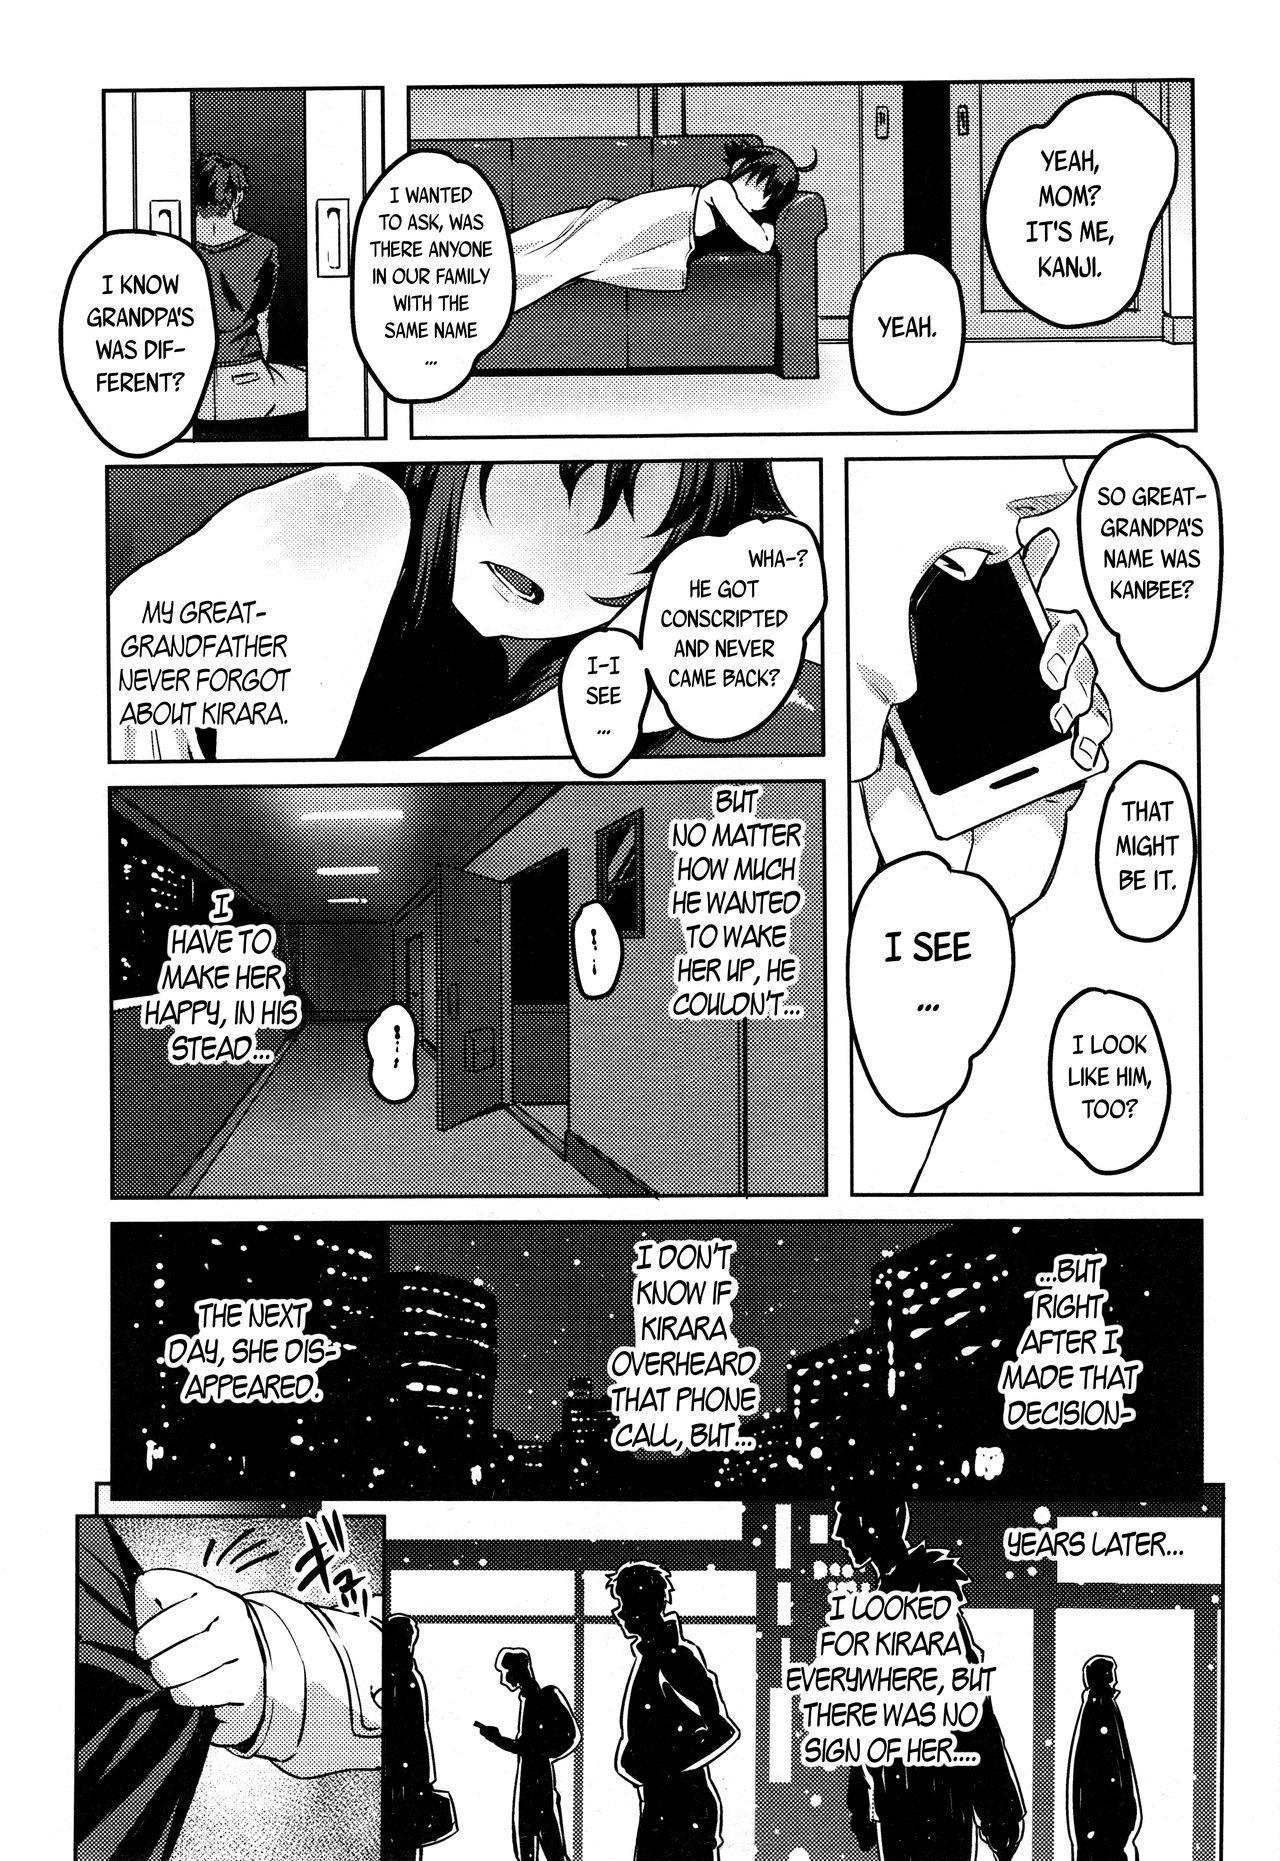 YEAH,
MOM?
IT'S ME,
KANJI.
YEAH.
I WANTED
TO ASK, WAS
THERE ANYONE
IN OUR FAMILY
WITH THE
SAME NAME
...
I KNOW
GRANDPA'S
WAS DIF-
FERENT?
SO GREAT-
GRANDPA'S
NAME WAS
KANBEE?
THAT
MIGHT
BE IT.
I SEE
...
I LOOK
LIKE HIM,
TOO?
WHA-?
HE GOT
CONSCRIPTED
AND NEVER
CAME BACK?
I-I
SEE
...
MY GREAT-
GRANDFATHER
NEVER FORGOT
ABOUT KIRARA.
BUT
NO MATTER
HOW MUCH
HE WANTED
TO WAKE
HER UP, HE
COULDN'T...
I
HAVE TO
MAKE HER
HAPPY, IN HIS
STEAD...
...BUT
RIGHT
AFTER I
MADE THAT
DECISION-
I DON'T
KNOW IF
KIRARA
OVERHEARD
THAT PHONE
CALL, BUT...
THE NEXT
DAY, SHE DIS-
APPEARED.
YEARS LATER...
I LOOKED
FOR KIRARA
EVERYWHERE, BUT
THERE WAS NO
SIGN OF HER....
ギュ